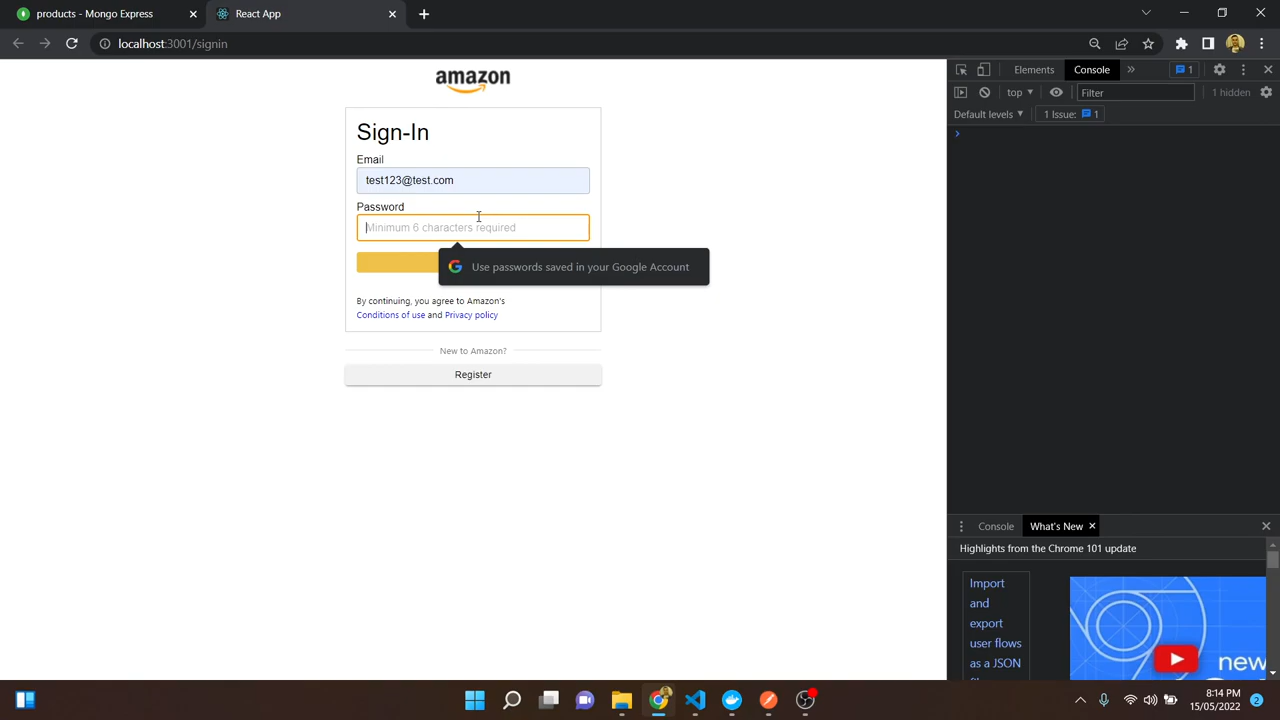 products - Mongo Express
React App
localhost:3001/signin
amazon
Sign-In
Email
test123@test.com
Password
Minimum 6 characters required
Use passwords saved in your Google Account
By continuing, you agree to Amazon's
Conditions of use and Privacy policy
New to Amazon?
Register
Elements
Console
1
top
Filter
1 hidden
Default levels
1 Issue:
1
Console
What's New
Highlights from the Chrome 101 update
Import
and
export
user flows
as a JSON
new
8:14 PM
15/05/2022
2